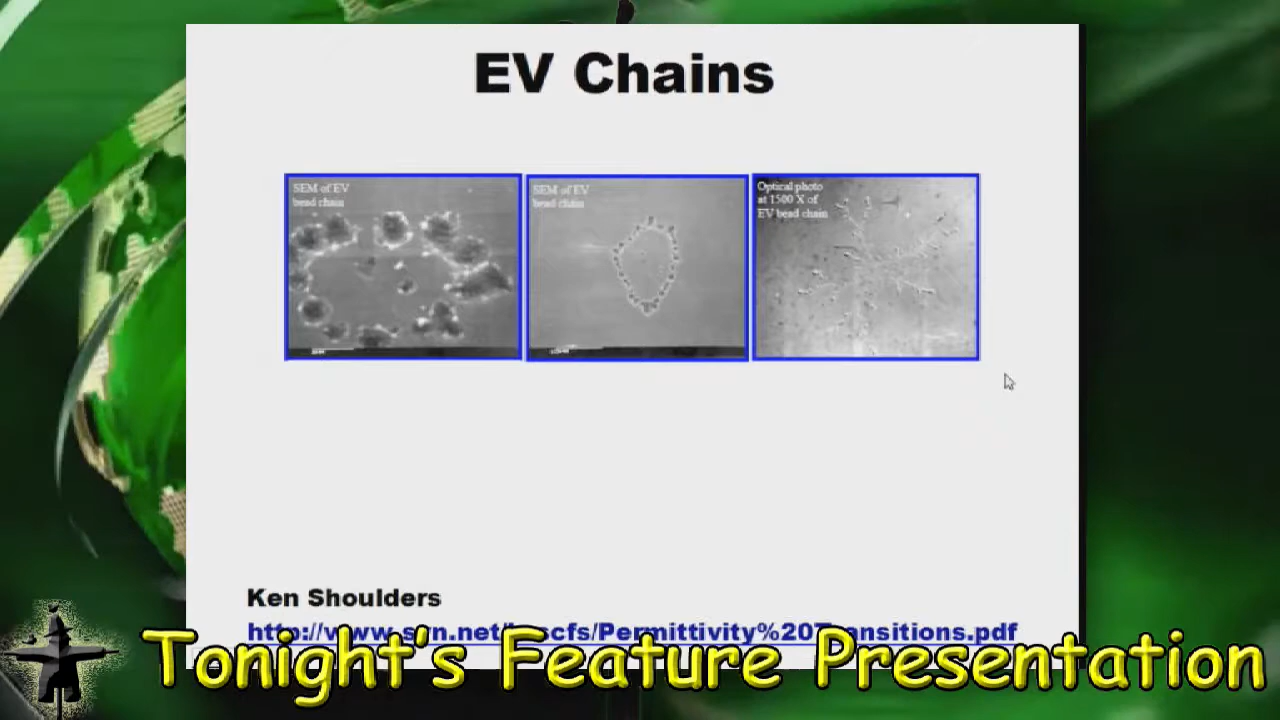 EV Chains
SEM of EV
bead chain
SEM of EV
bead chain
Optical photo
at 1500 X of
EV bead chain
Ken Shoulders
Tonight's Feature Presentation